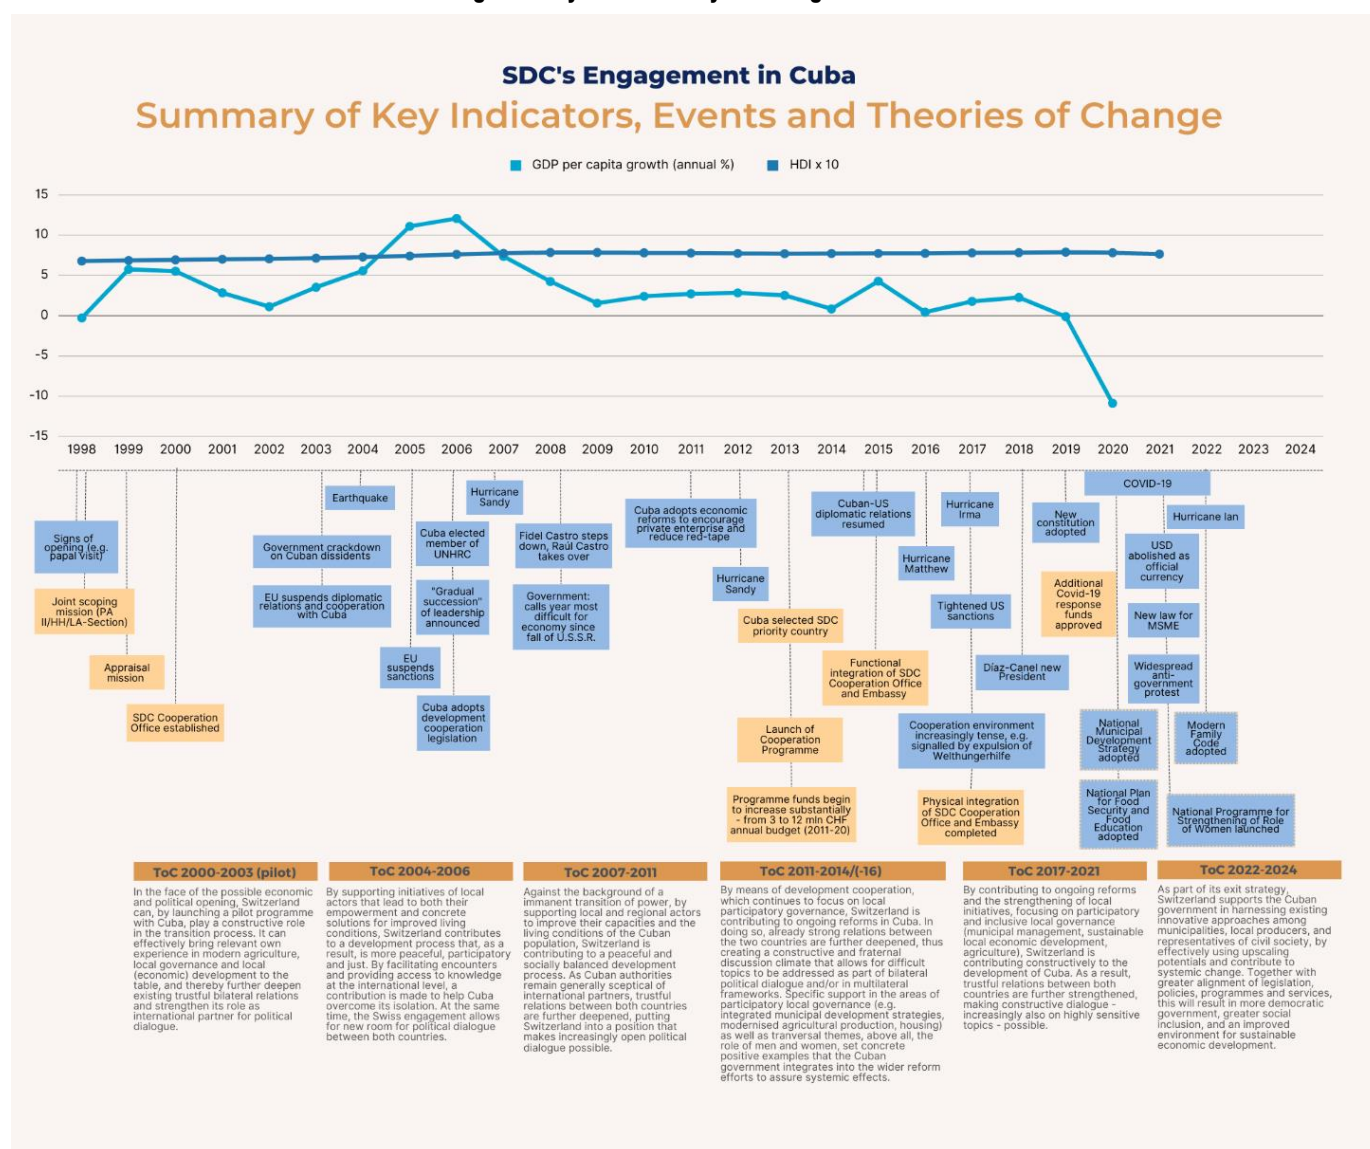 SDC's Engagement in Cuba
Summary of Key Indicators, Events and Theories of Change
GDP per capita growth (annual %)
HDI x 10
15
10
5
0
-5
-10
-15
1998 1999 2000 2001 2002 2003 2004 2005 2006 2007 2008 2009 2010 2011 2012 2013 2014 2015 2016 2017 2018 2019 2020 2021 2022 2023 2024
Signs of
opening (e.g.
papal visit)
Joint scoping
mission (PA
II/HH/LA-Section)
Appraisal
mission
SDC Cooperation
Office established
Earthquake
Government crackdown
on Cuban dissidents
EU suspends diplomatic
relations and cooperation
with Cuba
EU
suspends
sanctions
Hurricane
Sandy
Cuba elected
member of
UNHRC
"Gradual
succession"
of leadership
announced
Cuba adopts
development
cooperation
legislation
Fidel Castro steps
down, Raúl Castro
takes over
Government:
calls year most
difficult for
economy since
fall of U.S.S.R.
Cuba adopts economic
reforms to encourage
private enterprise and
reduce red-tape
Hurricane
Sandy
Cuba selected SDC
priority country
Launch of
Cooperation
Programme
Programme funds begin
to increase substantially
- from 3 to 12 mln CHF
annual budget (2011-20)
Cuban-US
diplomatic relations
resumed
Functional
integration of SDC
Cooperation Office
and Embassy
Hurricane
Matthew
Hurricane
Irma
Tightened US
sanctions
Díaz-Canel new
President
Cooperation environment
increasingly tense, e.g.
signalled by expulsion of
Welthungerhilfe
Physical integration
of SDC Cooperation
Office and Embassy
completed
New
constitution
adopted
Additional
Covid-19
response
funds
approved
COVID-19
Hurricane Ian
USD
abolished as
official
currency
New law for
MSME
Widespread
anti-
government
protest
National
Municipal
Development
Strategy
adopted
Modern
Family
Code
adopted
National Plan
for Food
Security and
Food
Education
adopted
National Programme for
Strengthening of Role
of Women launched
ToC 2000-2003 (pilot)
In the face of the possible economic
and political opening, Switzerland
can, by launching a pilot programme
with Cuba, play a constructive role
in the transition process. It can
effectively bring relevant own
experience in modern agriculture,
local governance and local
(economic) development to the
table, and thereby further deepen
existing trustful bilateral relations
and strengthen its role as
international partner for political
dialogue.
ToC 2004-2006
By supporting initiatives of local
actors that lead to both their
empowerment and concrete
solutions for improved living
conditions, Switzerland contributes
to a development process that, as a
result, is more peaceful, participatory
and just. By facilitating encounters
and providing access to knowledge
at the international level, a
contribution is made to help Cuba
overcome its isolation. At the same
time, the Swiss engagement allows
for new room for political dialogue
between both countries.
ToC 2007-2011
Against the background of a
immanent transition of power, by
supporting local and regional actors
to improve their capacities and the
living conditions of the Cuban
population, Switzerland is
contributing to a peaceful and
socially balanced development
process. As Cuban authorities
remain generally sceptical of
international partners, trustful
relations between both countries
are further deepened, putting
Switzerland into a position that
makes increasingly open political
dialogue possible.
ToC 2011-2014/(-16)
By means of development cooperation,
which continues to focus on local
participatory governance, Switzerland is
contributing to ongoing reforms in Cuba. In
doing so, already strong relations between
the two countries are further deepened, thus
creating a constructive and fraternal
discussion climate that allows for difficult
topics to be addressed as part of bilateral
political dialogue and/or in multilateral
frameworks. Specific support in the areas of
participatory local governance (e.g.
integrated municipal development strategies,
modernised agricultural production, housing)
as well as tranversal themes, above all, the
role of men and women, set concrete
positive examples that the Cuban
government integrates into the wider reform
efforts to assure systemic effects.
ToC 2017-2021
By contributing to ongoing reforms
and the strengthening of local
initiatives, focusing on participatory
and inclusive local governance
(municipal management, sustainable
local economic development,
agriculture), Switzerland is
contributing constructively to the
development of Cuba. As a result,
trustful relations between both
countries are further strengthened,
making constructive dialogue -
increasingly also on highly sensitive
topics - possible.
ToC 2022-2024
As part of its exit strategy,
Switzerland supports the Cuban
government in harnessing existing
innovative approaches among
municipalities, local producers, and
representatives of civil society, by
effectively using upscaling
potentials and contribute to
systemic change. Together with
greater alignment of legislation,
policies, programmes and services,
this will result in more democratic
government, greater social
inclusion, and an improved
environment for sustainable
economic development.